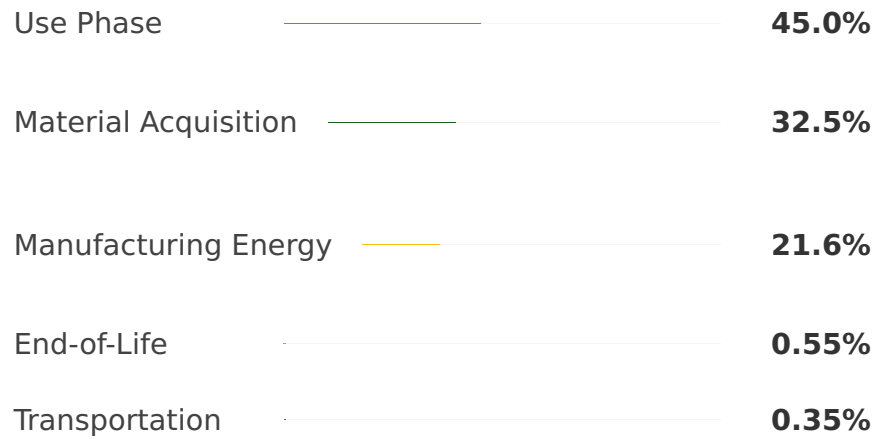 Use Phase 45.0%
Material Acquisition 32.5%
Manufacturing Energy 21.6%
End-of-Life 0.55%
Transportation 0.35%